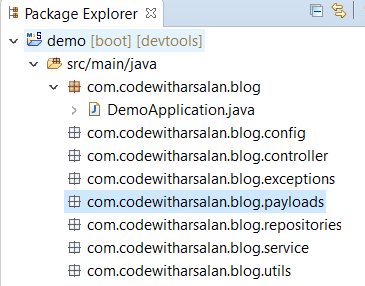 Package Explorer
demo [boot] [devtools]
src/main/java
com.codewitharsalan.blog
DemoApplication.java
com.codewitharsalan.blog.config
com.codewitharsalan.blog.controller
com.codewitharsalan.blog.exceptions
com.codewitharsalan.blog.payloads
com.codewitharsalan.blog.repositories
com.codewitharsalan.blog.service
com.codewitharsalan.blog.utils